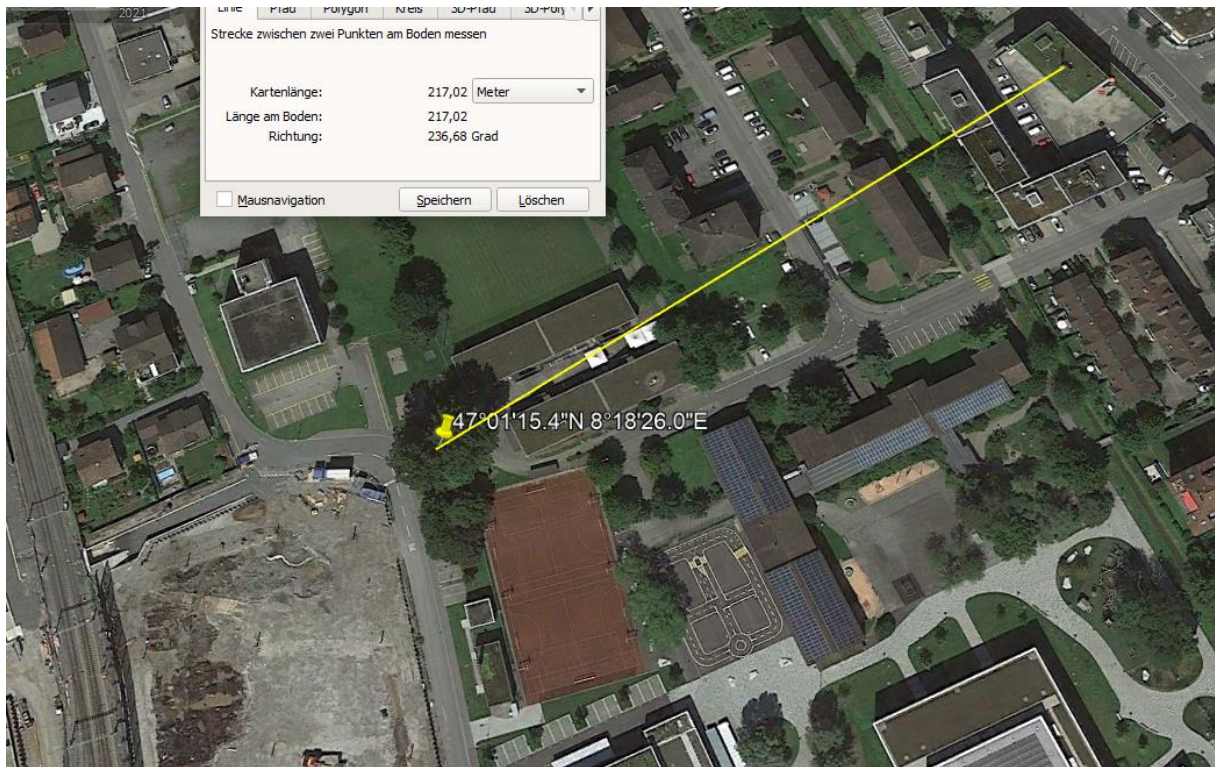 2021
Linie Pfad Polygon Kreis 3D-Pfad
Strecke zwischen zwei Punkten am Boden messen
Kartenlänge: 217,02 Meter
Länge am Boden: 217,02
Richtung: 236,68 Grad
Mausnavigation Speichern Löschen
47°01'15.4"N 8°18'26.0"E